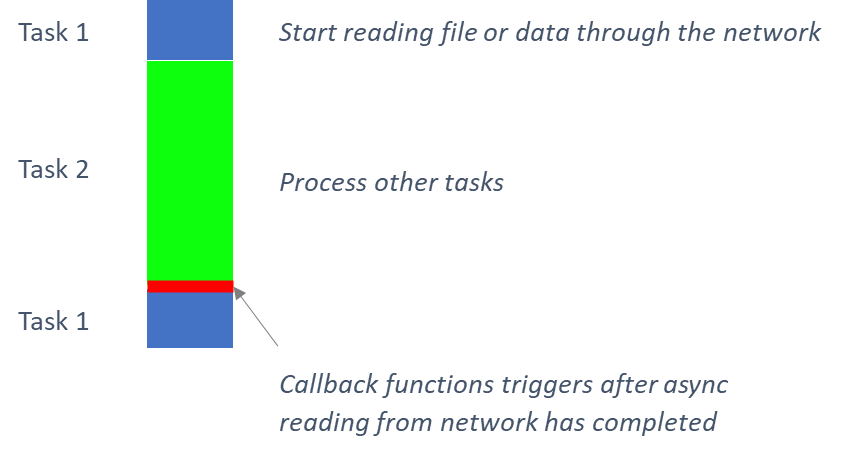 Task 1
Start reading file or data through the network
Task 2
Process other tasks
Task 1
Callback functions triggers after async
reading from network has completed